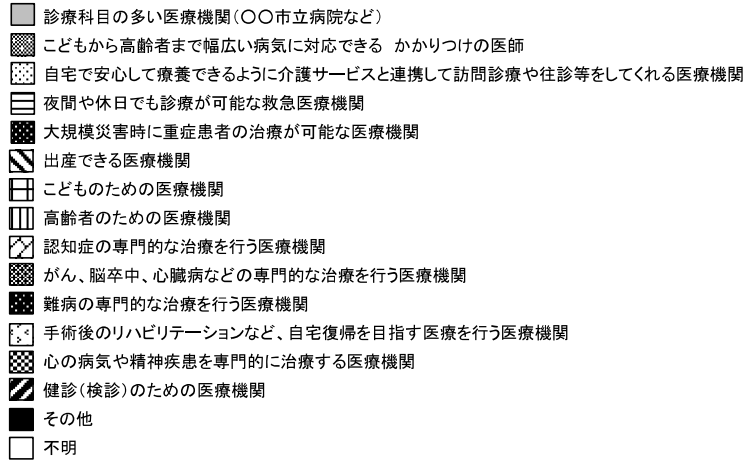 診療科目の多い医療機関(〇〇市立病院など)
こどもから高齢者まで幅広い病気に対応できる かかりつけの医師
自宅で安心して療養できるように介護サービスと連携して訪問診療や往診等をしてくれる医療機関
夜間や休日でも診療が可能な救急医療機関
大規模災害時に重症患者の治療が可能な医療機関
出産できる医療機関
こどものための医療機関
高齢者のための医療機関
認知症の専門的な治療を行う医療機関
がん、脳卒中、心臓病などの専門的な治療を行う医療機関
難病の専門的な治療を行う医療機関
手術後のリハビリテーションなど、自宅復帰を目指す医療を行う医療機関
心の病気や精神疾患を専門的に治療する医療機関
健診(検診)のための医療機関
その他
不明